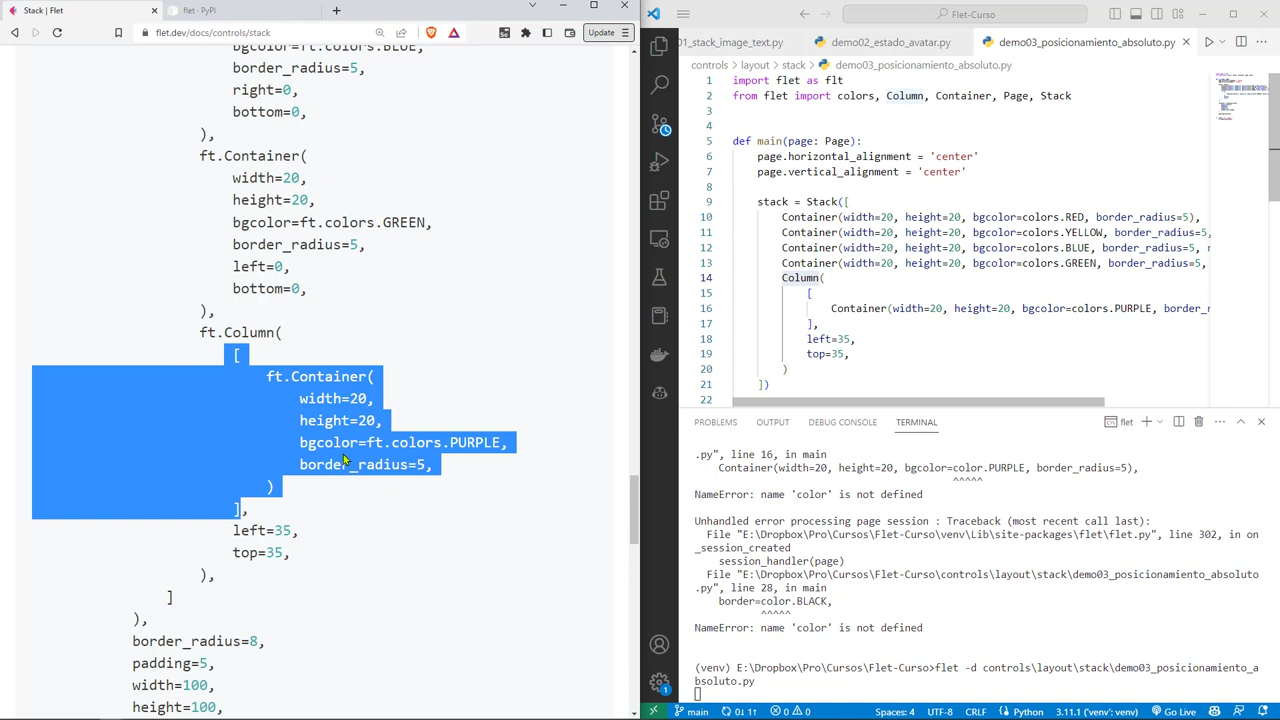 Stack | Flet
flet · PyPI
flet.dev/docs/controls/stack
Update
bgcolor=ft.colors.BLUE,
border_radius=5,
right=0,
bottom=0,
),
ft.Container(
width=20,
height=20,
bgcolor=ft.colors.GREEN,
border_radius=5,
left=0,
bottom=0,
),
ft.Column(
[
ft.Container(
width=20,
height=20,
bgcolor=ft.colors.PURPLE,
border_radius=5,
)
],
left=35,
top=35,
),
]
),
border_radius=8,
padding=5,
width=100,
height=100,
Flet-Curso
01_stack_image_text.py
demo03_posicionamiento_absoluto.py
controls > layout > stack > demo03_posicionamiento_absoluto.py
1 import flet as flt
2 from flet import colors, Column, Container, Page, Stack
3
4
5 def main(page: Page):
6 page.horizontal_alignment = 'center'
7 page.vertical_alignment = 'center'
8
9 stack = Stack([
10 Container(width=20, height=20, bgcolor=colors.RED, border_radius=5),
11 Container(width=20, height=20, bgcolor=colors.YELLOW, border_radius=5,
12 Container(width=20, height=20, bgcolor=colors.BLUE, border_radius=5,
13 Container(width=20, height=20, bgcolor=colors.GREEN, border_radius=5,
14 Column(
15 [
16 Container(width=20, height=20, bgcolor=colors.PURPLE, border_r
17 ],
18 left=35,
19 top=35,
20 )
21 ])
22
PROBLEMS OUTPUT DEBUG CONSOLE TERMINAL
flet
.py", line 16, in main
Container(width=20, height=20, bgcolor=color.PURPLE, border_radius=5),
^^^^^
NameError: name 'color' is not defined
Unhandled error processing page session : Traceback (most recent call last):
File "E:\Dropbox\Pro\Cursos\Flet-Curso\venv\Lib\site-packages\flet\flet.py", line 302, in on
_session_created
session_handler(page)
File "E:\Dropbox\Pro\Cursos\Flet-Curso\controls\layout\stack\demo03_posicionamiento_absoluto
.py", line 28, in main
border=color.BLACK,
^^^^^
NameError: name 'color' is not defined
(venv) E:\Dropbox\Pro\Cursos\Flet-Curso>flet -d controls\layout\stack\demo03_posicionamiento_a
bsoluto.py
main 0↓ 1↑ 0 0 Spaces: 4 UTF-8 CRLF Python 3.11.1 ('venv': venv) Go Live